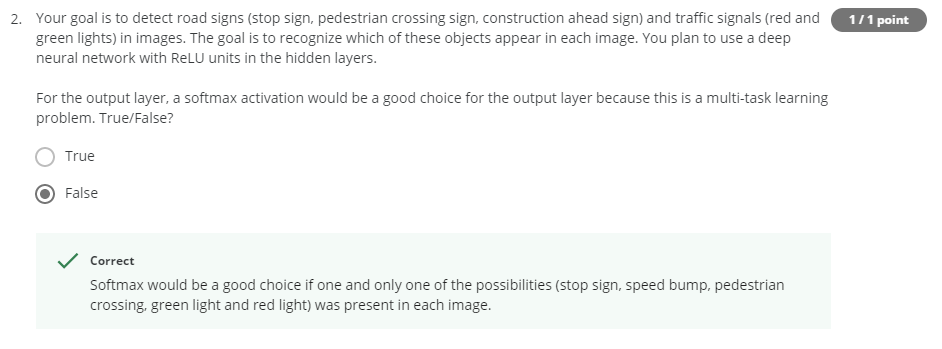 2. Your goal is to detect road signs (stop sign, pedestrian crossing sign, construction ahead sign) and traffic signals (red and
1 / 1 point
green lights) in images. The goal is to recognize which of these objects appear in each image. You plan to use a deep
neural network with ReLU units in the hidden layers.
For the output layer, a softmax activation would be a good choice for the output layer because this is a multi-task learning
problem. True/False?
True
False
Correct
Softmax would be a good choice if one and only one of the possibilities (stop sign, speed bump, pedestrian
crossing, green light and red light) was present in each image.